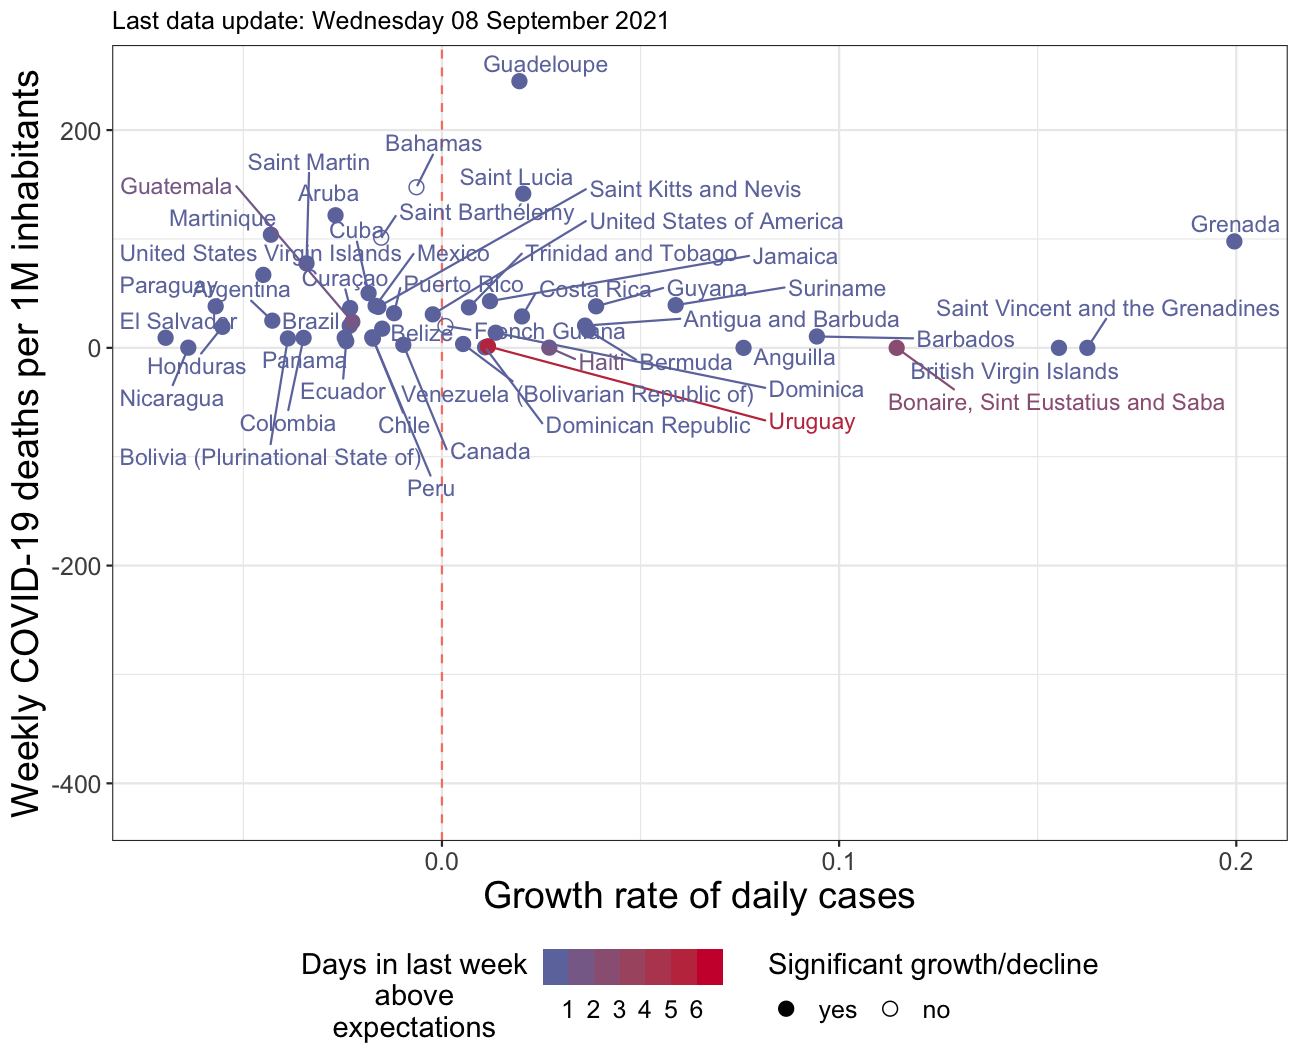 Last data update: Wednesday 08 September 2021
Weekly COVID-19 deaths per 1M inhabitants
Guadeloupe
200
Bahamas
Saint Martin
Saint Lucia
Guatemala
Aruba
Saint Kitts and Nevis
Saint Barthélemy
Martinique
United States of America
Grenada
Cuba
United States Virgin Islands
Mexico
Trinidad and Tobago
Jamaica
Curaçao
Puerto Rico
Paraguay
Argentina
Costa Rica
Guyana
Suriname
Saint Vincent and the Grenadines
El Salvador
Brazil
Antigua and Barbuda
French Guiana
Belize
Barbados
0
Honduras
Panama
Haiti
Bermuda
Anguilla
British Virgin Islands
Nicaragua
Ecuador
Venezuela (Bolivarian Republic of)
Dominica
Bonaire, Sint Eustatius and Saba
Colombia
Chile
Dominican Republic
Uruguay
Bolivia (Plurinational State of)
Canada
Peru
-200
-400
0.0
0.1
0.2
Growth rate of daily cases
Days in last week
above
expectations
1 2 3 4 5 6
Significant growth/decline
yes
no